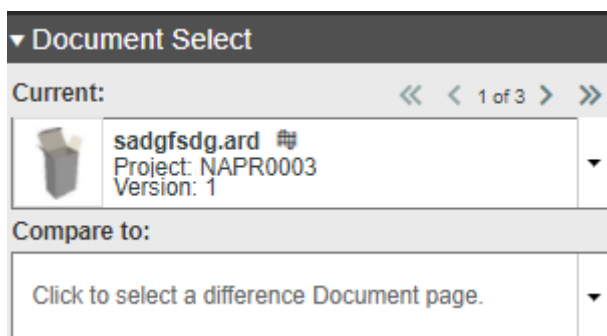 Document Select
Current:
1 of 3
sadgfsdg.ard
Project: NAPR0003
Version: 1
Compare to:
Click to select a difference Document page.